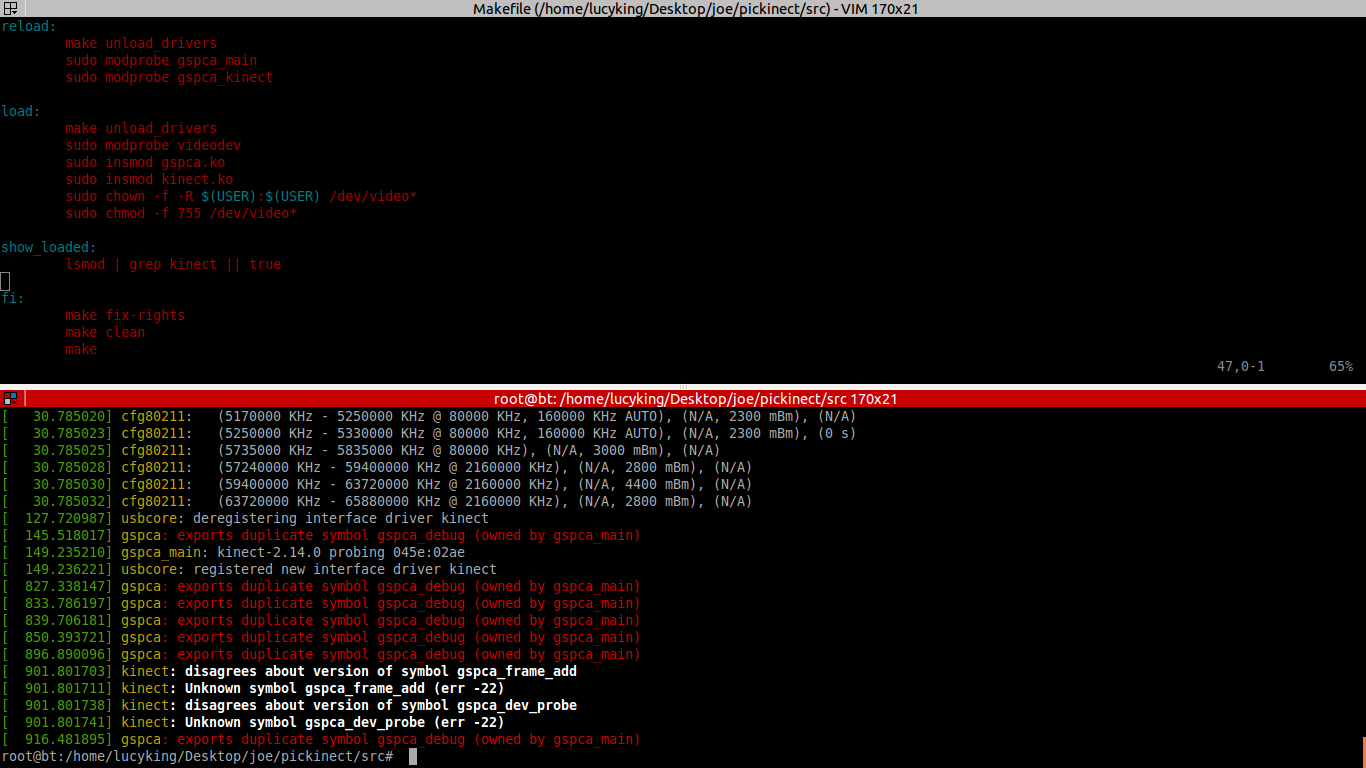 Makefile (/home/lucyking/Desktop/joe/pickinect/src) - VIM 170x21
reload:
        make unload_drivers
        sudo modprobe gspca_main
        sudo modprobe gspca_kinect
load:
        make unload_drivers
        sudo modprobe videodev
        sudo insmod gspca.ko
        sudo insmod kinect.ko
        sudo chown -f -R $(USER):$(USER) /dev/video*
        sudo chmod -f 755 /dev/video*
show_loaded:
        lsmod | grep kinect || true
fi:
        make fix-rights
        make clean
        make
47,0-1        65%
root@bt: /home/lucyking/Desktop/joe/pickinect/src 170x21
[   30.785020] cfg80211:   (5170000 KHz - 5250000 KHz @ 80000 KHz, 160000 KHz AUTO), (N/A, 2300 mBm), (N/A)
[   30.785023] cfg80211:   (5250000 KHz - 5330000 KHz @ 80000 KHz, 160000 KHz AUTO), (N/A, 2300 mBm), (0 s)
[   30.785025] cfg80211:   (5735000 KHz - 5835000 KHz @ 80000 KHz), (N/A, 3000 mBm), (N/A)
[   30.785028] cfg80211:   (57240000 KHz - 59400000 KHz @ 2160000 KHz), (N/A, 2800 mBm), (N/A)
[   30.785030] cfg80211:   (59400000 KHz - 63720000 KHz @ 2160000 KHz), (N/A, 4400 mBm), (N/A)
[   30.785032] cfg80211:   (63720000 KHz - 65880000 KHz @ 2160000 KHz), (N/A, 2800 mBm), (N/A)
[  127.720987] usbcore: deregistering interface driver kinect
[  145.518017] gspca: exports duplicate symbol gspca_debug (owned by gspca_main)
[  149.235210] gspca_main: kinect-2.14.0 probing 045e:02ae
[  149.236221] usbcore: registered new interface driver kinect
[  827.338147] gspca: exports duplicate symbol gspca_debug (owned by gspca_main)
[  833.786197] gspca: exports duplicate symbol gspca_debug (owned by gspca_main)
[  839.706181] gspca: exports duplicate symbol gspca_debug (owned by gspca_main)
[  850.393721] gspca: exports duplicate symbol gspca_debug (owned by gspca_main)
[  896.890096] gspca: exports duplicate symbol gspca_debug (owned by gspca_main)
[  901.801703] kinect: disagrees about version of symbol gspca_frame_add
[  901.801711] kinect: Unknown symbol gspca_frame_add (err -22)
[  901.801738] kinect: disagrees about version of symbol gspca_dev_probe
[  901.801741] kinect: Unknown symbol gspca_dev_probe (err -22)
[  916.481895] gspca: exports duplicate symbol gspca_debug (owned by gspca_main)
root@bt:/home/lucyking/Desktop/joe/pickinect/src#